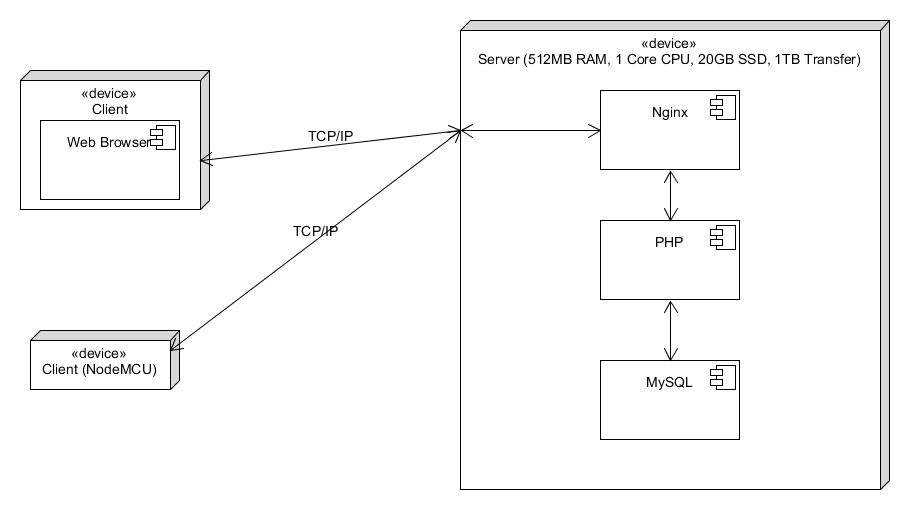 «device»
Client
Web Browser
TCP/IP
TCP/IP
«device»
Client (NodeMCU)
«device»
Server (512MB RAM, 1 Core CPU, 20GB SSD, 1TB Transfer)
Nginx
PHP
MySQL